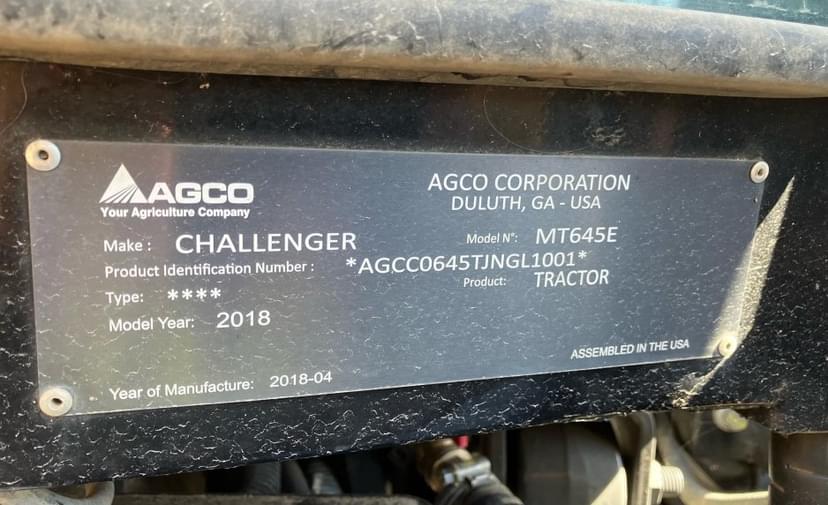 AGCO
Your Agriculture Company
AGCO CORPORATION
DULUTH, GA - USA
Make : CHALLENGER
Model N°: MT645E
Product Identification Number : *AGCC0645TJNGL1001*
Type: ****
Product: TRACTOR
Model Year: 2018
ASSEMBLED IN THE USA
Year of Manufacture: 2018-04